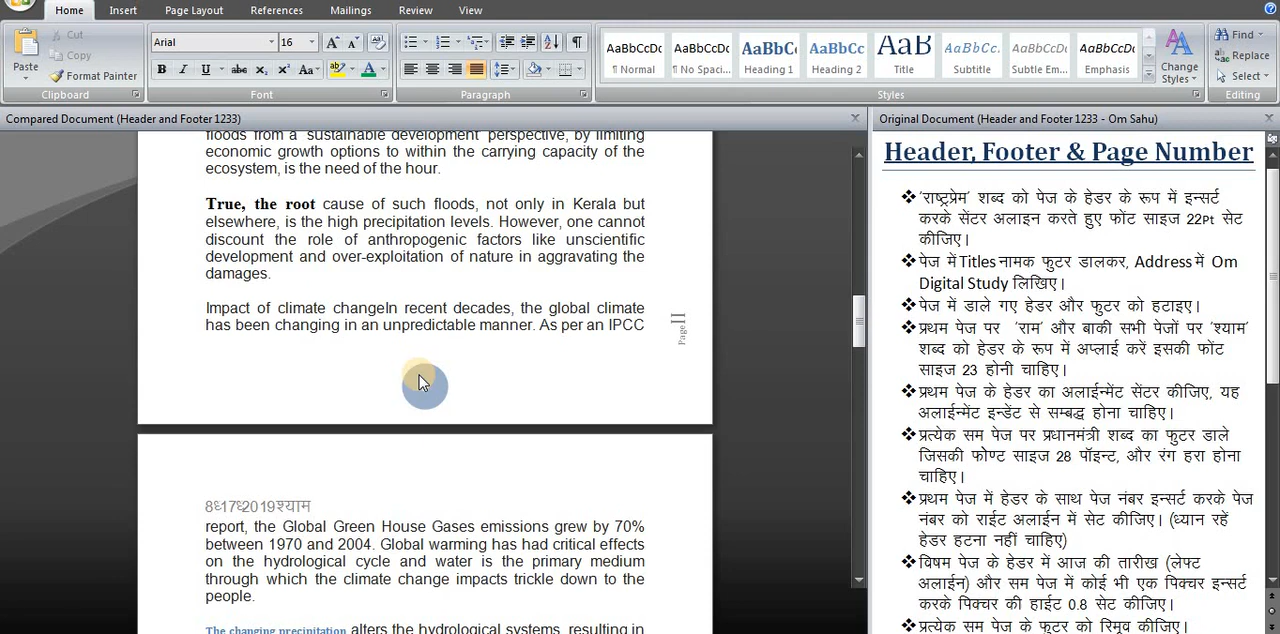 Home Insert Page Layout References Mailings Review View
Cut
Copy
Paste
Format Painter
Clipboard
Arial 16
Font
Paragraph
AaBbCcDc AaBbCcDc AaBbC AaBbCc AaB AaBbCc. AaBbCcDc AaBbCcDc
¶ Normal ¶ No Spaci... Heading 1 Heading 2 Title Subtitle Subtle Em... Emphasis
Change
Styles
Styles
Find
Replace
Select
Editing
Compared Document (Header and Footer 1233)
floods from a sustainable development perspective, by limiting
economic growth options to within the carrying capacity of the
ecosystem, is the need of the hour.
True, the root cause of such floods, not only in Kerala but
elsewhere, is the high precipitation levels. However, one cannot
discount the role of anthropogenic factors like unscientific
development and over-exploitation of nature in aggravating the
damages.
Impact of climate changeIn recent decades, the global climate
has been changing in an unpredictable manner. As per an IPCC
Page II
8ध्17ध्2019श्याम
report, the Global Green House Gases emissions grew by 70%
between 1970 and 2004. Global warming has had critical effects
on the hydrological cycle and water is the primary medium
through which the climate change impacts trickle down to the
people.
The changing precipitation alters the hydrological systems, resulting in
Original Document (Header and Footer 1233 - Om Sahu)
Header, Footer & Page Number
❖ 'राष्ट्रप्रेम' शब्द को पेज के हेडर के रूप में इन्सर्ट
करके सेंटर अलाइन करते हुए फोंट साइज 22Pt सेट
कीजिए।
❖ पेज में Titles नामक फुटर डालकर, Address में Om
Digital Study लिखिए।
❖ पेज में डाले गए हेडर और फुटर को हटाइए।
❖ प्रथम पेज पर 'राम' और बाकी सभी पेजों पर 'श्याम'
शब्द को हेडर के रूप में अप्लाई करें इसकी फोंट
साइज 23 होनी चाहिए।
❖ प्रथम पेज के हेडर का अलाईन्मेंट सेंटर कीजिए, यह
अलाईन्मेंट इन्डेंट से सम्बद्ध होना चाहिए।
❖ प्रत्येक सम पेज पर प्रधानमंत्री शब्द का फुटर डाले
जिसकी फोण्ट साइज 28 पॉइन्ट, और रंग हरा होना
चाहिए।
❖ प्रथम पेज में हेडर के साथ पेज नंबर इन्सर्ट करके पेज
नंबर को राईट अलाईन में सेट कीजिए। (ध्यान रहें
हेडर हटना नहीं चाहिए)
❖ विषम पेज के हेडर में आज की तारीख (लेफ्ट
अलाईन) और सम पेज में कोई भी एक पिक्चर इन्सर्ट
करके पिक्चर की हाईट 0.8 सेट कीजिए।
❖ प्रत्येक सम पेज के फुटर को रिमूव कीजिए।